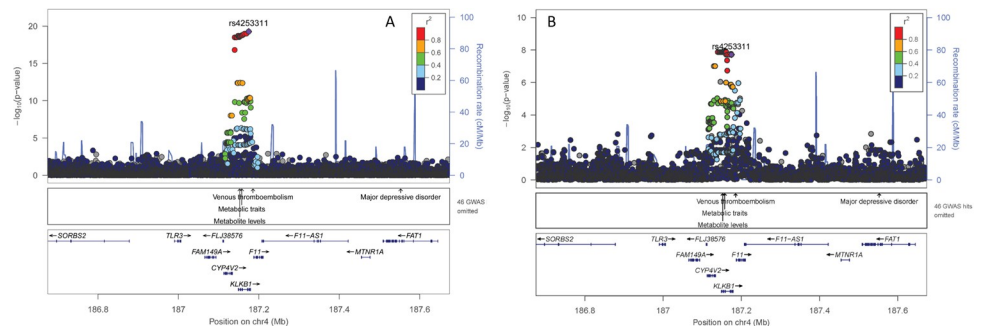 rs4253311
A
r²
0.8
0.6
0.4
0.2
20
15
10
5
0
−log10(p-value)
100
80
60
40
20
0
Recombination rate (cM/Mb)
Venous thromboembolism
Major depressive disorder
Metabolic traits
Metabolite levels
46 GWAS
omitted
SORBS2
TLR3
FLJ38576
F11−AS1
FAT1
FAM149A
F11
MTNR1A
CYP4V2
KLKB1
186.8
187
187.2
187.4
187.6
Position on chr4 (Mb)
rs4253311
B
r²
0.8
0.6
0.4
0.2
10
8
6
4
2
0
−log10(p-value)
100
80
60
40
20
0
Recombination rate (cM/Mb)
Venous thromboembolism
Major depressive disorder
Metabolic traits
Metabolite levels
46 GWAS hits
omitted
SORBS2
TLR3
FLJ38576
F11−AS1
FAT1
FAM149A
F11
MTNR1A
CYP4V2
KLKB1
186.8
187
187.2
187.4
187.6
Position on chr4 (Mb)